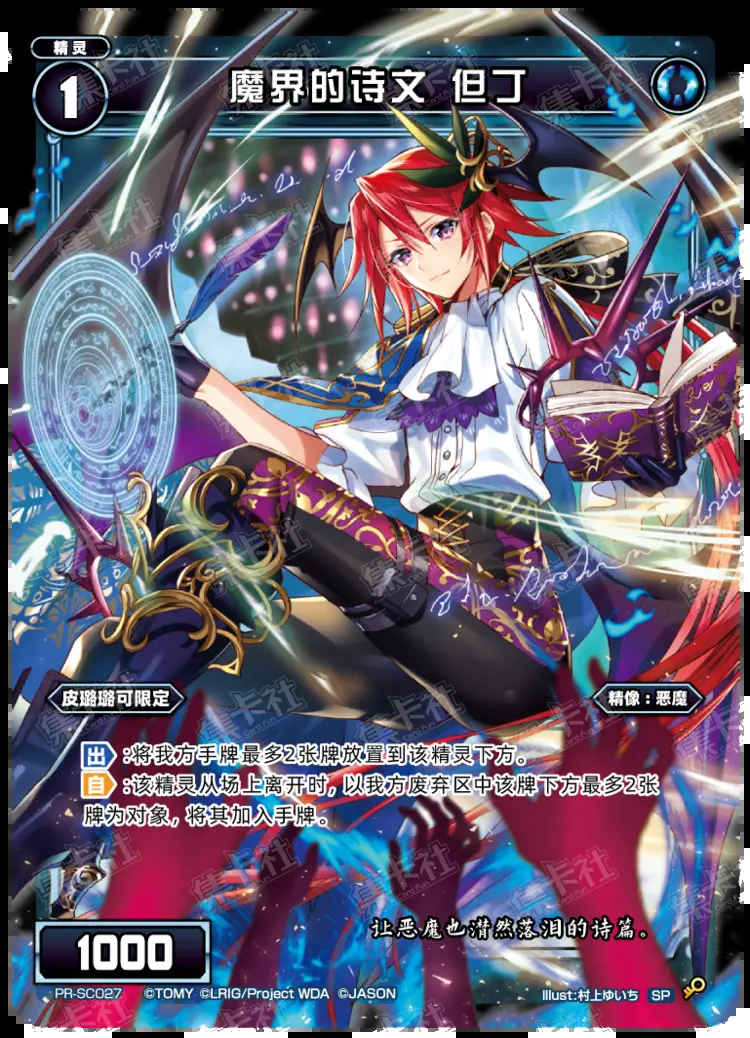 精灵
1
魔界的诗文 但丁
皮璐璐可限定
精像：恶魔
出:将我方手牌最多2张牌放置到该精灵下方。
自:该精灵从场上离开时，以我方废弃区中该牌下方最多2张
牌为对象，将其加入手牌。
让恶魔也潸然落泪的诗篇。
1000
PR-SC027 ©TOMY ©LRIG/Project WDA ©JASON
Illust:村上ゆいち SP
集卡社